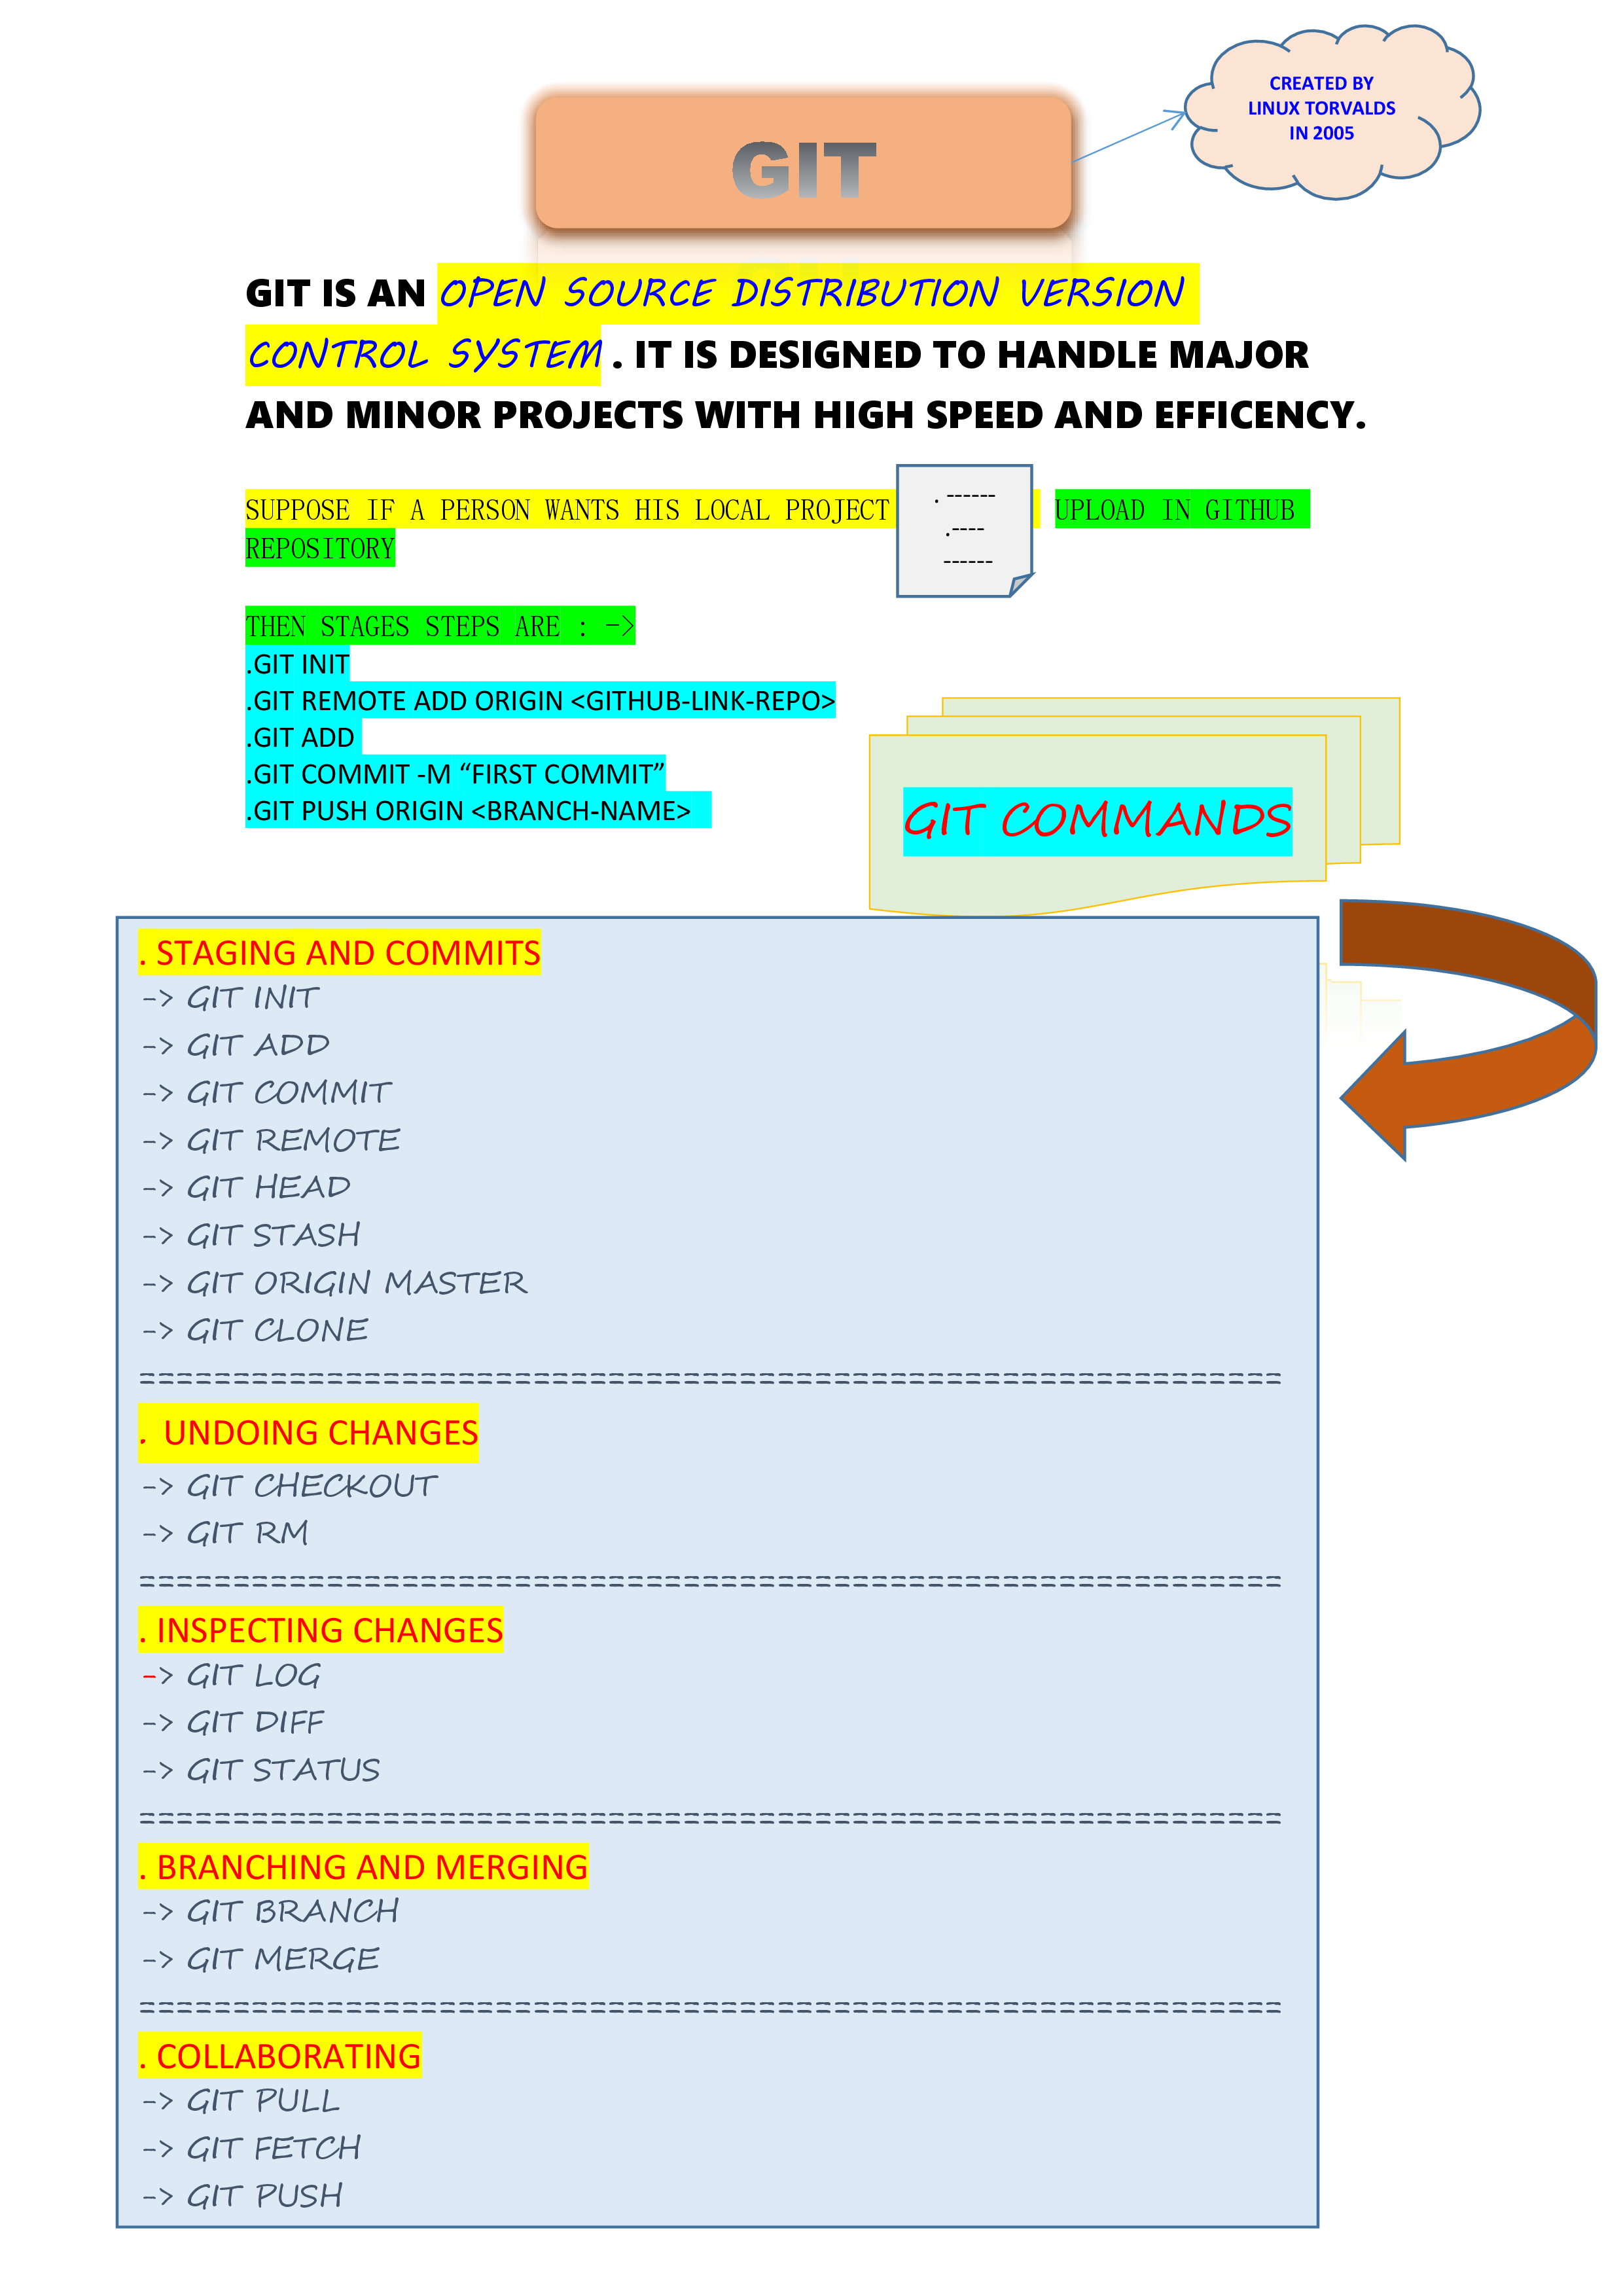 CREATED BY
LINUX TORVALDS
IN 2005
GIT
GIT IS AN OPEN SOURCE DISTRIBUTION VERSION
CONTROL SYSTEM . IT IS DESIGNED TO HANDLE MAJOR
AND MINOR PROJECTS WITH HIGH SPEED AND EFFICENCY.
SUPPOSE IF A PERSON WANTS HIS LOCAL PROJECT UPLOAD IN GITHUB
REPOSITORY
. ------
.----
------
THEN STAGES STEPS ARE : ->
.GIT INIT
.GIT REMOTE ADD ORIGIN <GITHUB-LINK-REPO>
.GIT ADD
.GIT COMMIT -M “FIRST COMMIT”
.GIT PUSH ORIGIN <BRANCH-NAME>
GIT COMMANDS
. STAGING AND COMMITS
-> GIT INIT
-> GIT ADD
-> GIT COMMIT
-> GIT REMOTE
-> GIT HEAD
-> GIT STASH
-> GIT ORIGIN MASTER
-> GIT CLONE
=============================================================
. UNDOING CHANGES
-> GIT CHECKOUT
-> GIT RM
=============================================================
. INSPECTING CHANGES
-> GIT LOG
-> GIT DIFF
-> GIT STATUS
=============================================================
. BRANCHING AND MERGING
-> GIT BRANCH
-> GIT MERGE
=============================================================
. COLLABORATING
-> GIT PULL
-> GIT FETCH
-> GIT PUSH